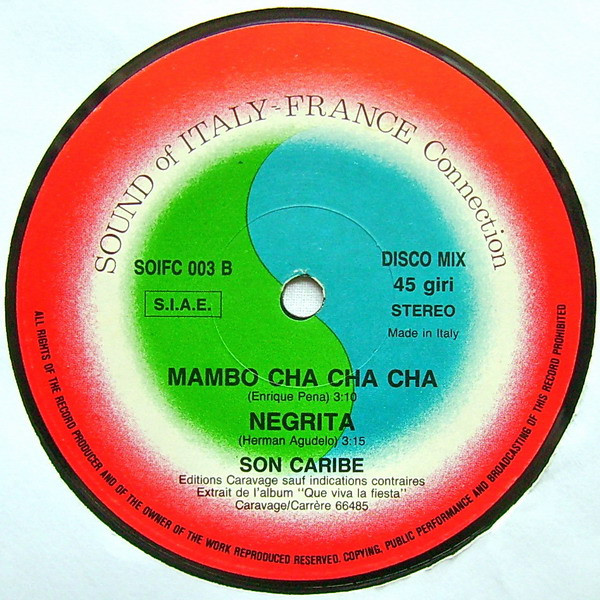 SOUND of ITALY-FRANCE Connection
SOIFC 003 B
S.I.A.E.
DISCO MIX
45 giri
STEREO
Made in Italy
MAMBO CHA CHA CHA
(Enrique Pena) 3:10
NEGRITA
(Herman Agudelo) 3:15
SON CARIBE
Editions Caravage sauf indications contraires
Extrait de l'album "Que viva la fiesta"
Caravage/Carrère 66485
ALL RIGHTS OF THE RECORD PRODUCER AND OF THE OWNER OF THE WORK REPRODUCED RESERVED. COPYING, PUBLIC PERFORMANCE AND BROADCASTING OF THIS RECORD PROHIBITED